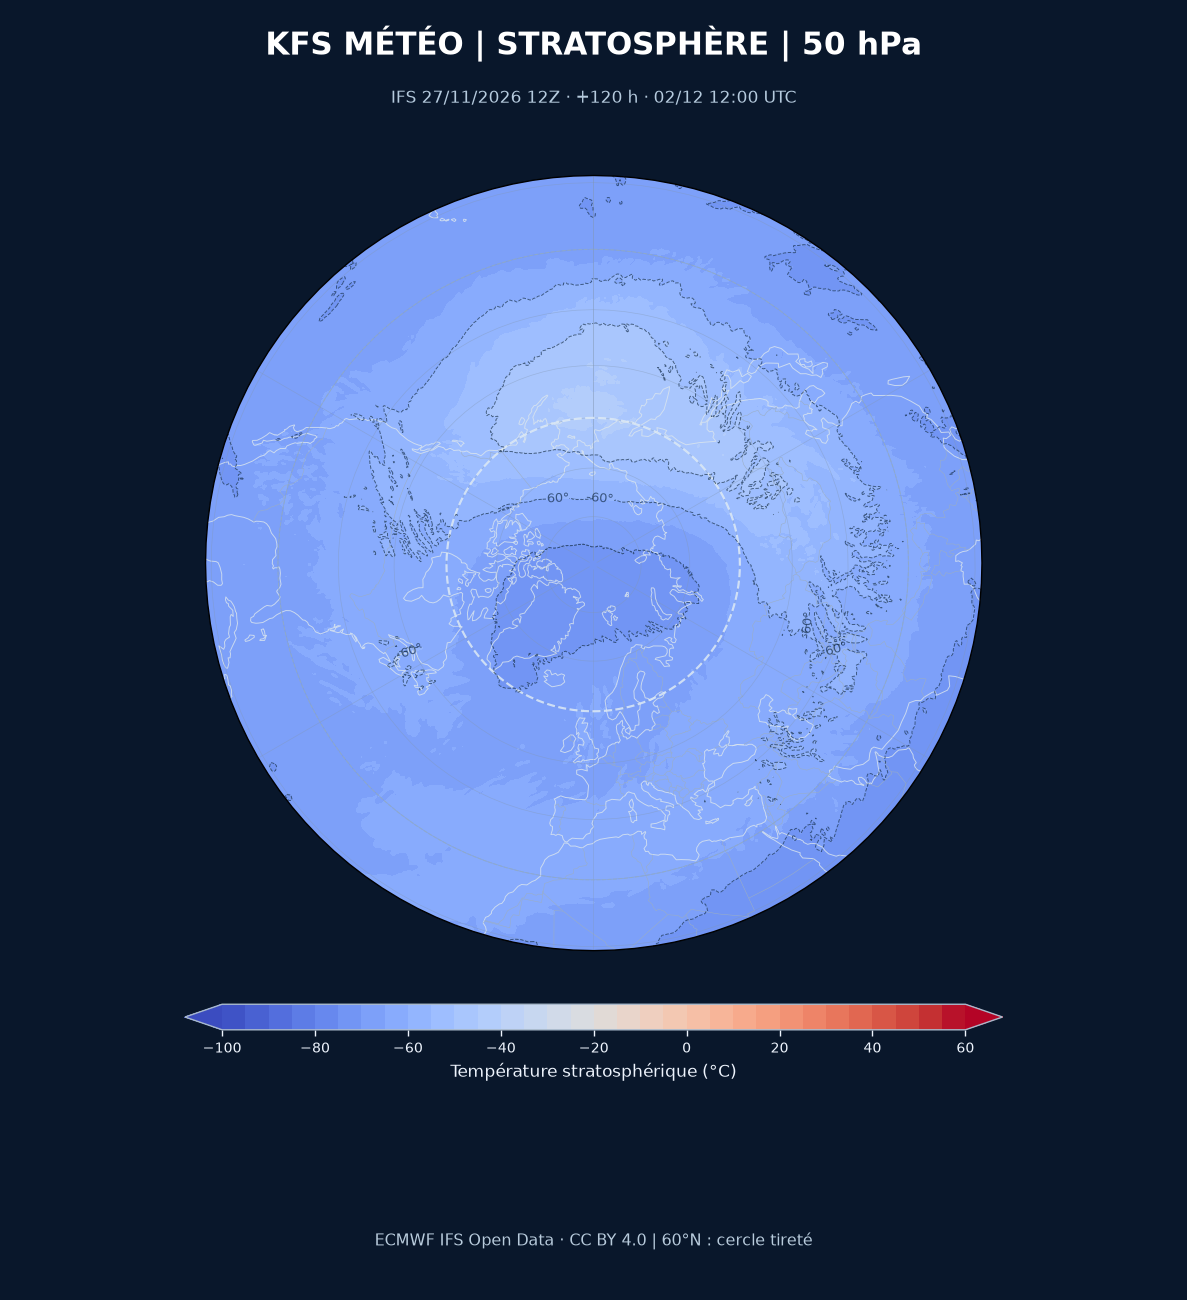 KFS MÉTÉO | STRATOSPHÈRE | 50 hPa
IFS 27/11/2026 12Z · +120 h · 02/12 12:00 UTC
60° -60°
-60°
-60°
-60°
−100 −80 −60 −40 −20 0 20 40 60
Température stratosphérique (°C)
ECMWF IFS Open Data · CC BY 4.0 | 60°N : cercle tireté